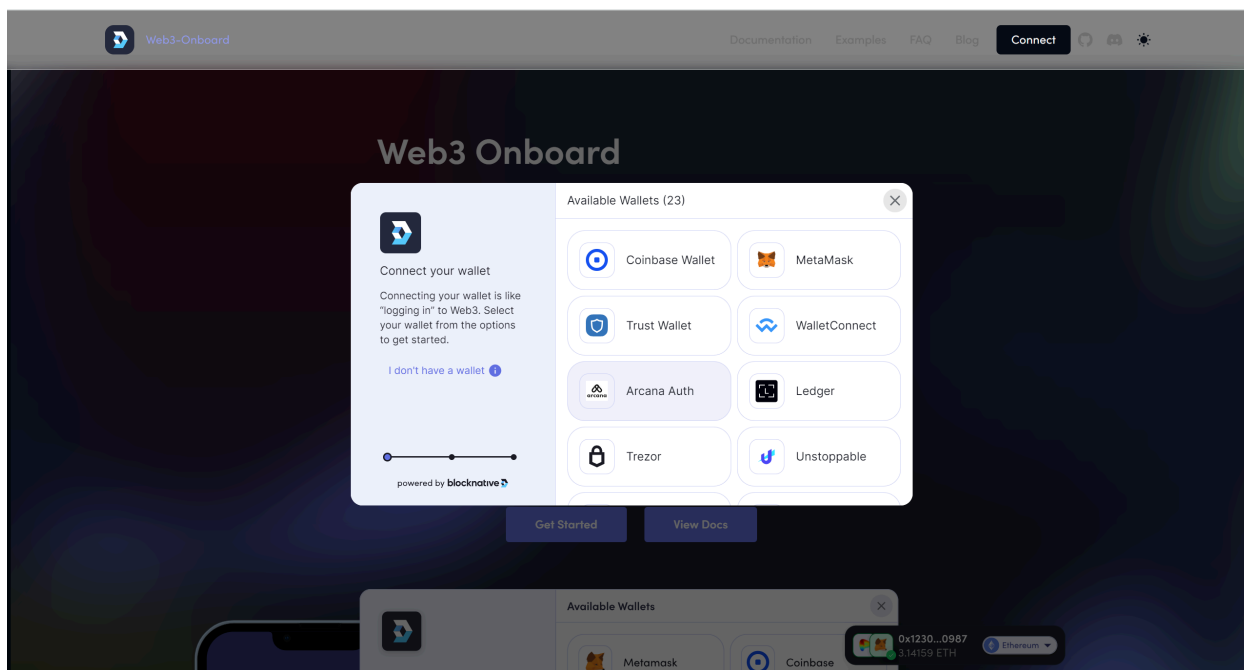 Web3-Onboard
Documentation Examples FAQ Blog Connect
Web3 Onboard
Connect your wallet
Connecting your wallet is like
“logging in” to Web3. Select
your wallet from the options
to get started.
I don't have a wallet
powered by blocknative
Available Wallets (23)
Coinbase Wallet
MetaMask
Trust Wallet
WalletConnect
Arcana Auth
arcana
Ledger
Trezor
Unstoppable
Get Started
View Docs
Available Wallets
Metamask
Coinbase
0x1230...0987
3.14159 ETH
Ethereum